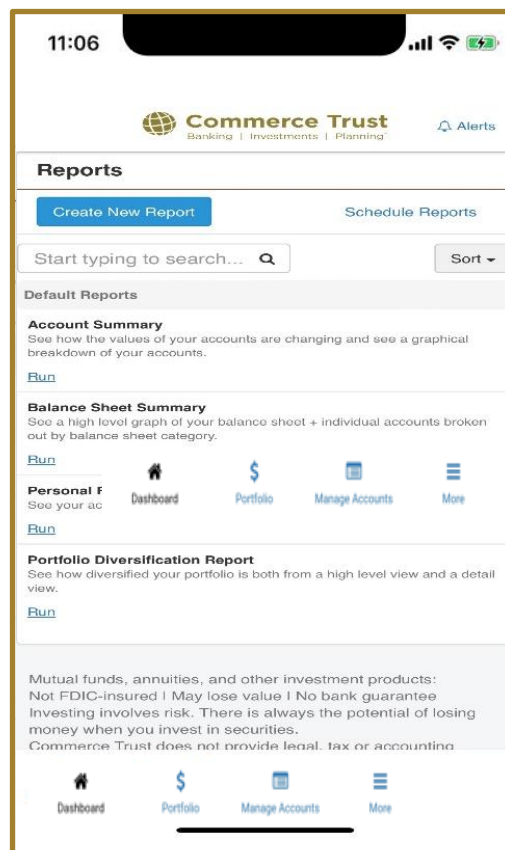 11:06
Commerce Trust
Banking | Investments | Planning
Alerts
Reports
Create New Report
Schedule Reports
Start typing to search...
Sort
Default Reports
Account Summary
See how the values of your accounts are changing and see a graphical
breakdown of your accounts.
Run
Balance Sheet Summary
See a high level graph of your balance sheet + individual accounts broken
out by balance sheet category.
Run
Personal
See your ac
Dashboard
Portfolio
Manage Accounts
More
Run
Portfolio Diversification Report
See how diversified your portfolio is both from a high level view and a detail
view.
Run
Mutual funds, annuities, and other investment products:
Not FDIC-insured | May lose value | No bank guarantee
Investing involves risk. There is always the potential of losing
money when you invest in securities.
Commerce Trust does not provide legal, tax or accounting
Dashboard
Portfolio
Manage Accounts
More